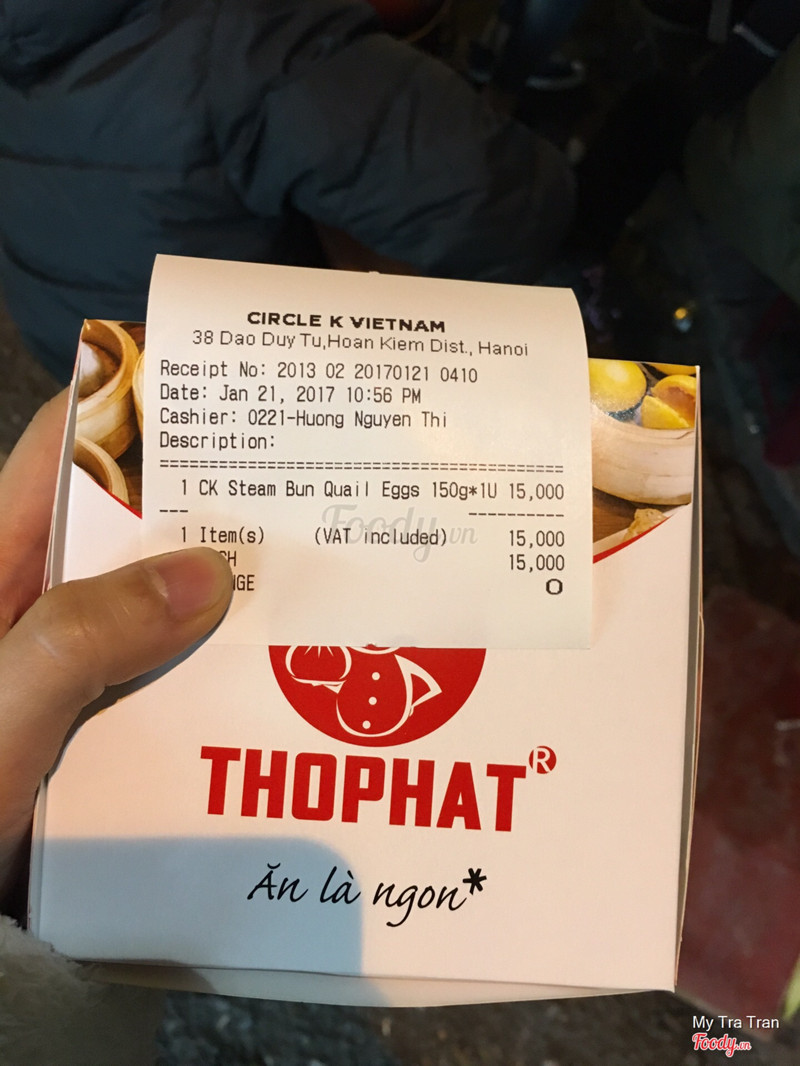 CIRCLE K VIETNAM
38 Dao Duy Tu,Hoan Kiem Dist., Hanoi
Receipt No: 2013 02 20170121 0410
Date: Jan 21, 2017 10:56 PM
Cashier: 0221-Huong Nguyen Thi
Description:
1 CK Steam Bun Quail Eggs 150g*1U 15,000
1 Item(s) (VAT included) 15,000
15,000
0
Foody.vn
THOPHAT®
Ăn là ngon*
My Tra Tran
Foody.vn